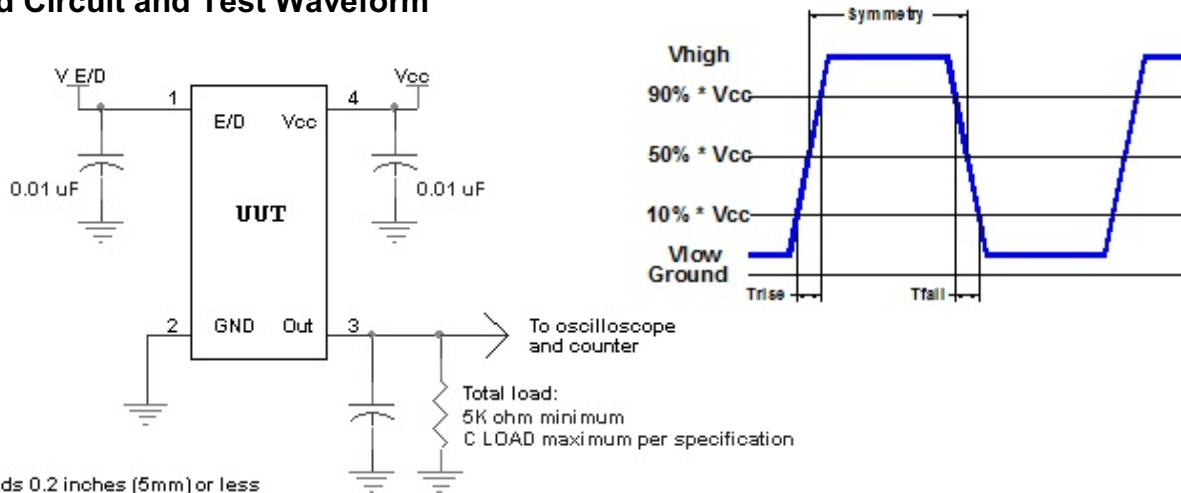 d Circuit and Test Waveform
V E/D
Vcc
1
4
E/D
Vcc
0.01 uF
0.01 uF
UUT
2
GND
Out
3
To oscilloscope
and counter
Total load:
5K ohm minimum
C LOAD maximum per specification
ds 0.2 inches (5mm) or less
Symmetry
Vhigh
90% * Vcc
50% * Vcc
10% * Vcc
Vlow
Ground
Trise
Tfall